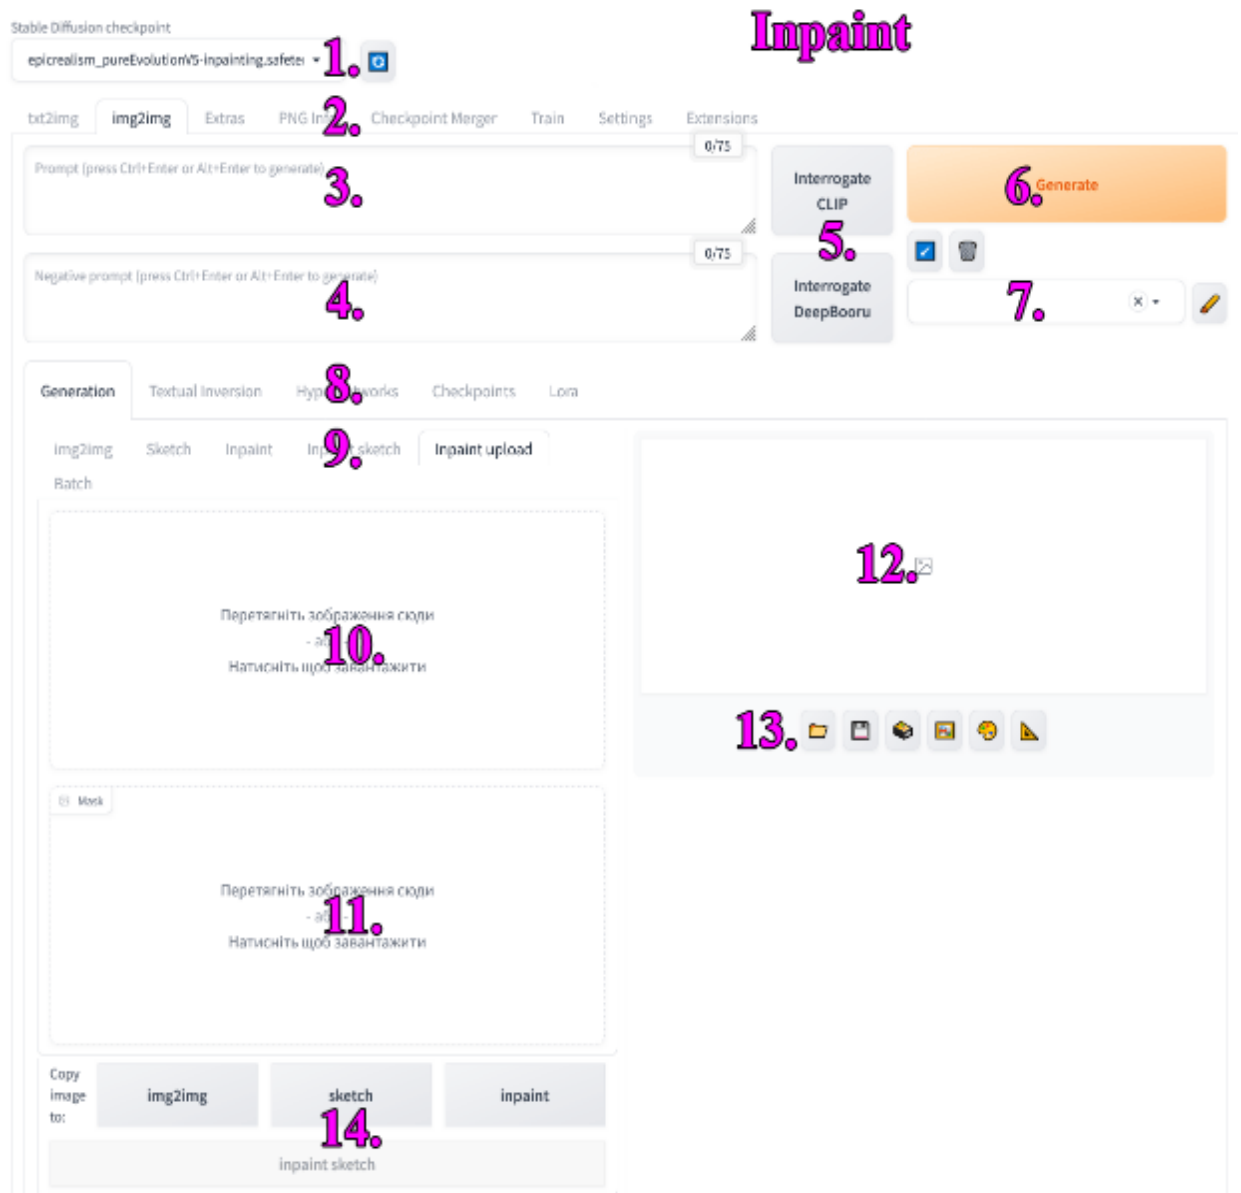 Inpaint
Stable Diffusion checkpoint
epicrealism_pureEvolutionV5-inpainting.safete
1.
2.
txt2img img2img Extras PNG Checkpoint Merger Train Settings Extensions
0/75
Prompt (press Ctrl+Enter or Alt+Enter to generate)
3.
Interrogate
CLIP
6. Generate
5.
0/75
Negative prompt (press Ctrl+Enter or Alt+Enter to generate)
4.
Interrogate
DeepBooru
7.
8.
Generation Textual Inversion Checkpoints Lora
9.
img2img Sketch Inpaint sketch Inpaint upload
Batch
Перетягніть зображення сюди
10.
Натисніть щоб завантажити
12.
13.
Mask
Перетягніть зображення сюди
11.
Натисніть щоб завантажити
Copy
image
to:
img2img sketch inpaint
14.
inpaint sketch